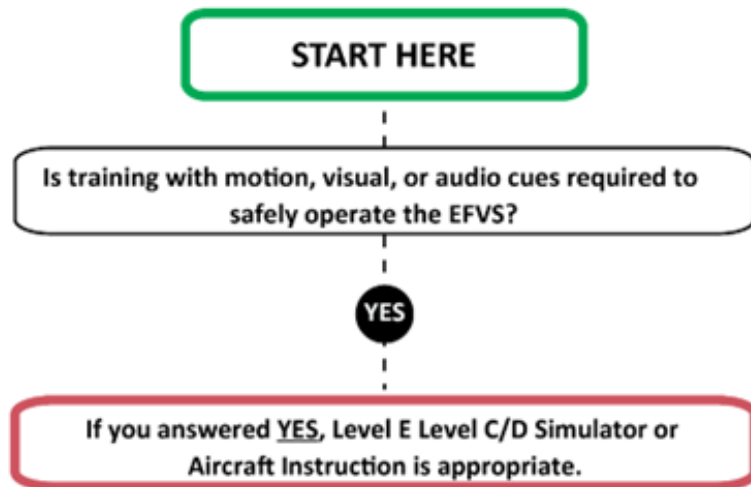 START HERE
Is training with motion, visual, or audio cues required to
safely operate the EFVS?
YES
If you answered YES, Level E Level C/D Simulator or
Aircraft Instruction is appropriate.